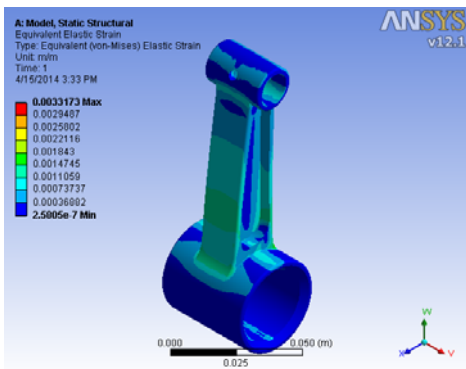 A: Model, Static Structural
Equivalent Elastic Strain
Type: Equivalent (von-Mises) Elastic Strain
Unit: m/m
Time: 1
4/15/2014 3:33 PM
ANSYS
v12.1
0.0033173 Max
0.0029487
0.0025802
0.0022116
0.001843
0.0014745
0.0011059
0.00073737
0.00036882
2.5805e-7 Min
0.000
0.050 (m)
0.025
W
X
V